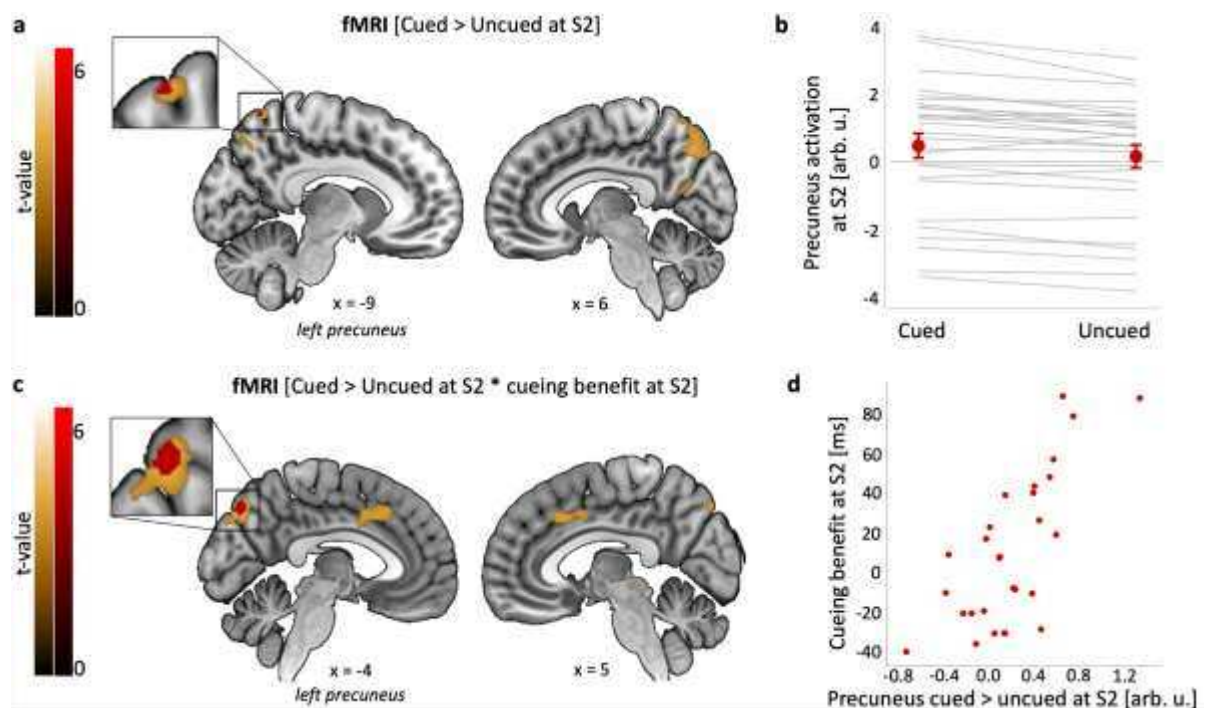 a
fMRI [Cued > Uncued at S2]
6
t-value
0
x = -9
left precuneus
x = 6
b
Precuneus activation
at S2 [arb. u.]
4
2
0
-2
-4
Cued
Uncued
c
fMRI [Cued > Uncued at S2 * cueing benefit at S2]
6
t-value
0
x = -4
left precuneus
x = 5
d
Cueing benefit at S2 [ms]
80
60
40
20
0
-20
-40
-0.8 -0.4 0.0 0.4 0.8 1.2
Precuneus cued > uncued at S2 [arb. u.]